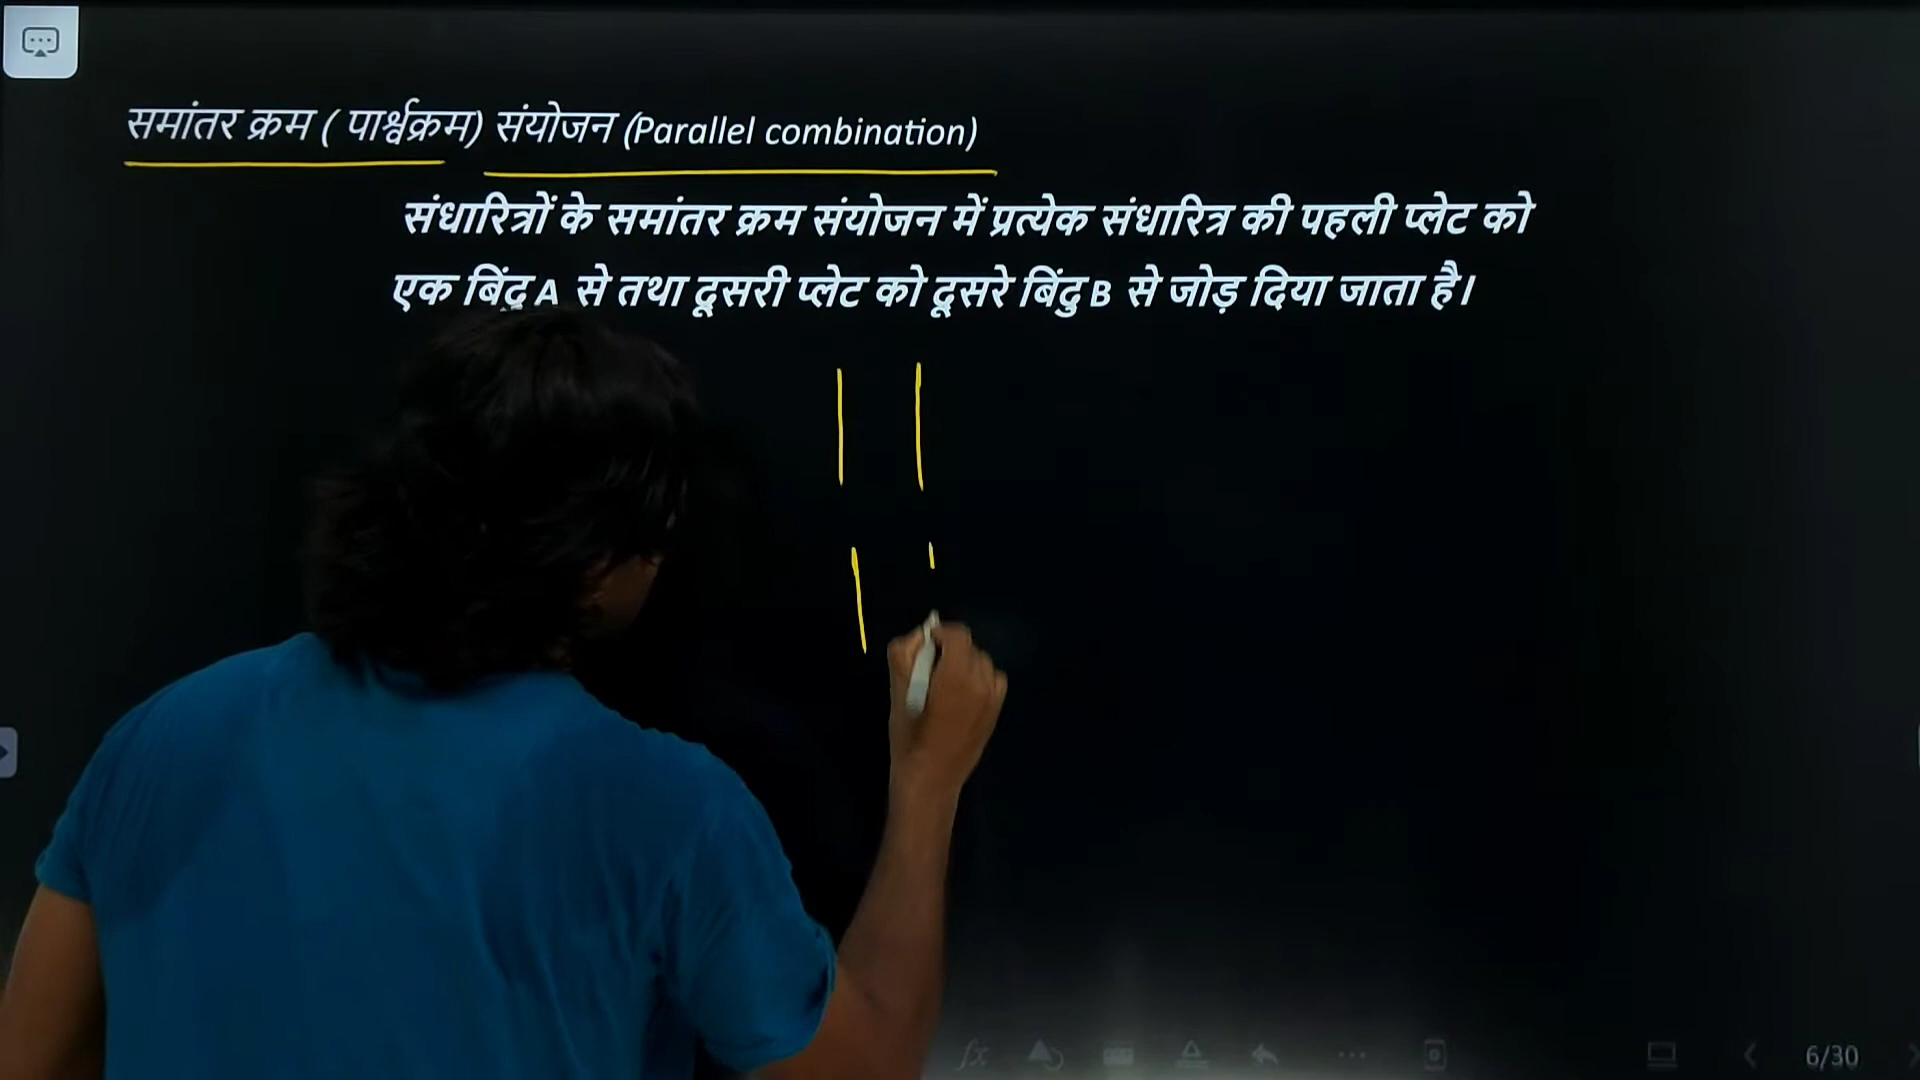 समांतर क्रम ( पार्श्वक्रम) संयोजन (Parallel combination)
संधारित्रों के समांतर क्रम संयोजन में प्रत्येक संधारित्र की पहली प्लेट को
एक बिंदु A से तथा दूसरी प्लेट को दूसरे बिंदु B से जोड़ दिया जाता है।
fx
6/30